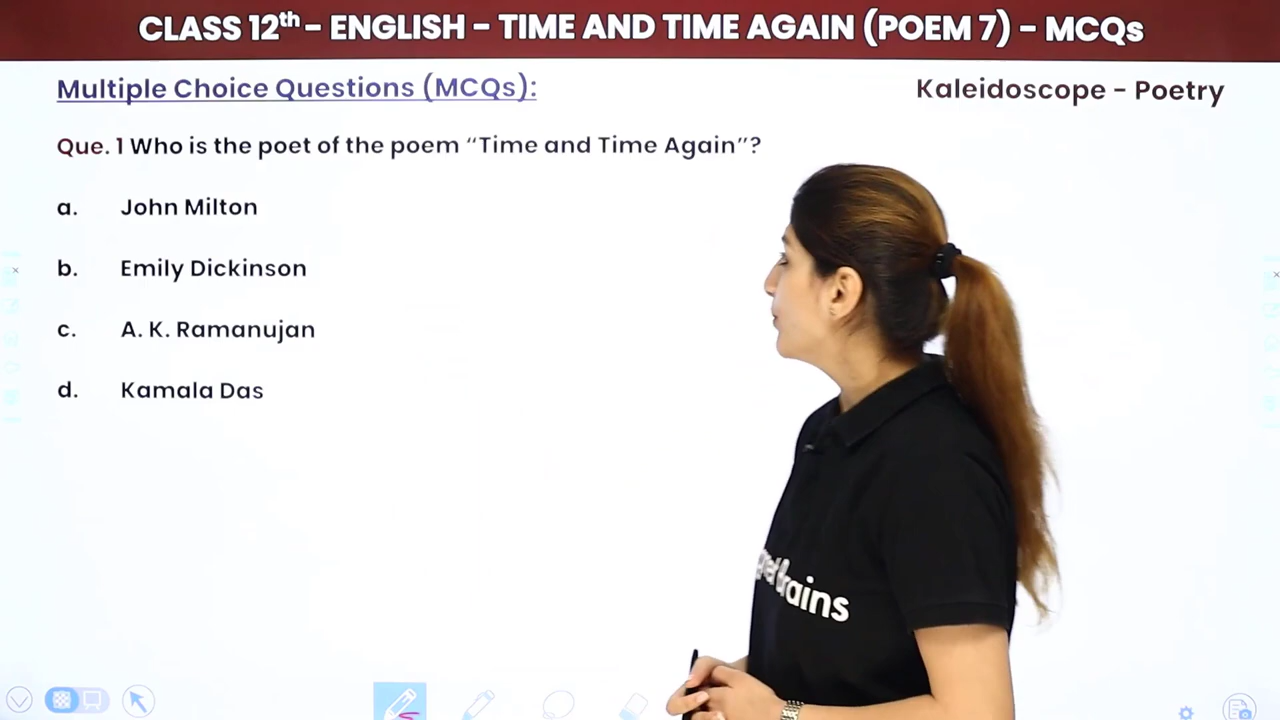 CLASS 12th – ENGLISH – TIME AND TIME AGAIN (POEM 7) – MCQs
Multiple Choice Questions (MCQs):
Kaleidoscope - Poetry
Que. 1 Who is the poet of the poem “Time and Time Again”?
a. John Milton
b. Emily Dickinson
c. A. K. Ramanujan
d. Kamala Das